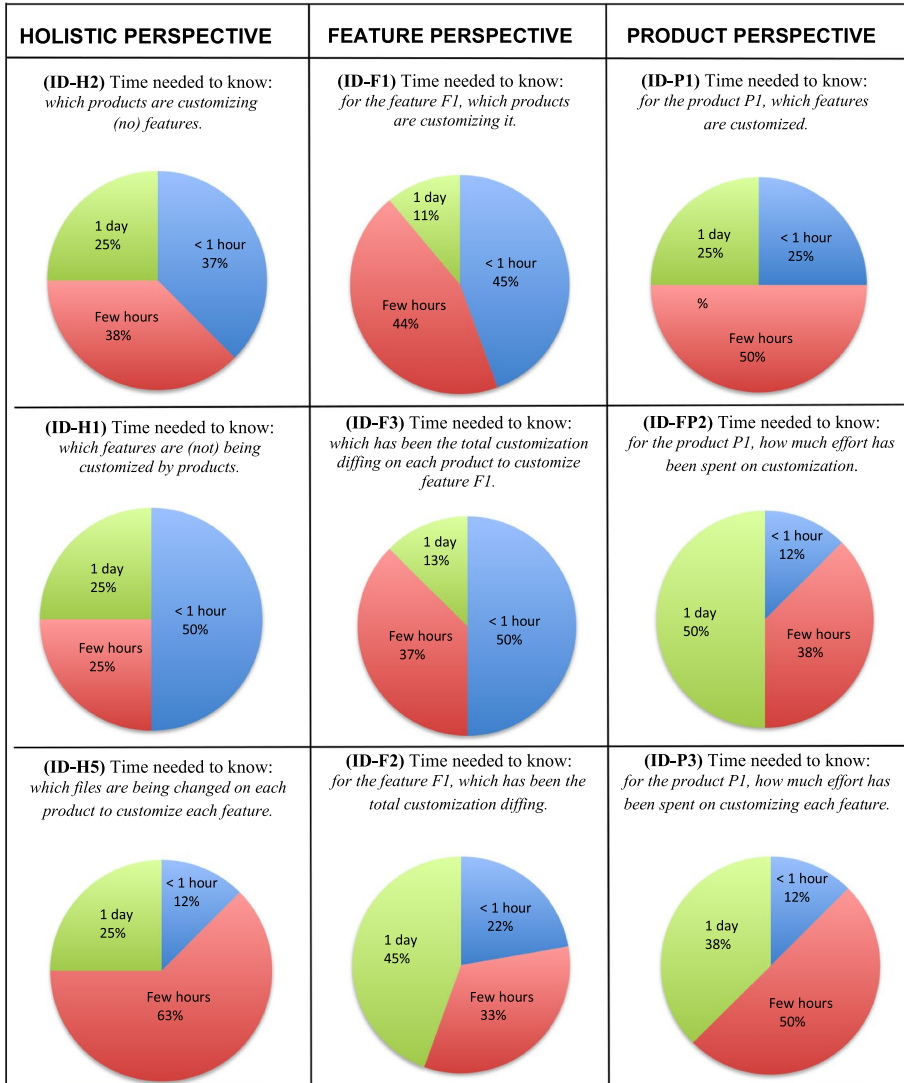 HOLISTIC PERSPECTIVE
FEATURE PERSPECTIVE
PRODUCT PERSPECTIVE
(ID-H2) Time needed to know:
which products are customizing
(no) features.
1 day
25%
< 1 hour
37%
Few hours
38%
(ID-F1) Time needed to know:
for the feature F1, which products
are customizing it.
1 day
11%
< 1 hour
45%
Few hours
44%
(ID-P1) Time needed to know:
for the product P1, which features
are customized.
1 day
25%
< 1 hour
25%
%
Few hours
50%
(ID-H1) Time needed to know:
which features are (not) being
customized by products.
1 day
25%
< 1 hour
50%
Few hours
25%
(ID-F3) Time needed to know:
which has been the total customization
diffing on each product to customize
feature F1.
1 day
13%
< 1 hour
50%
Few hours
37%
(ID-FP2) Time needed to know:
for the product P1, how much effort has
been spent on customization.
< 1 hour
12%
1 day
50%
Few hours
38%
(ID-H5) Time needed to know:
which files are being changed on each
product to customize each feature.
< 1 hour
12%
1 day
25%
Few hours
63%
(ID-F2) Time needed to know:
for the feature F1, which has been the
total customization diffing.
< 1 hour
22%
1 day
45%
Few hours
33%
(ID-P3) Time needed to know:
for the product P1, how much effort has
been spent on customizing each feature.
< 1 hour
12%
1 day
38%
Few hours
50%